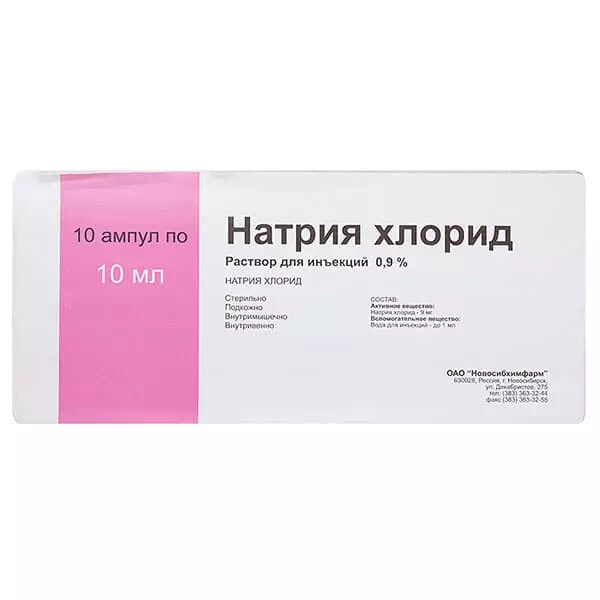 10 ампул по
10 мл
Натрия хлорид
Раствор для инъекций 0,9 %
НАТРИЯ ХЛОРИД
Стерильно
Подкожно
Внутримышечно
Внутривенно
СОСТАВ:
Активное вещество:
Натрия хлорид - 9 мг
Вспомогательное вещество:
Вода для инъекций - до 1 мл
ОАО "Новосибхимфарм"
630028, Россия, г. Новосибирск,
ул. Декабристов, 275
тел. (383) 363-32-44
факс (383) 363-32-55